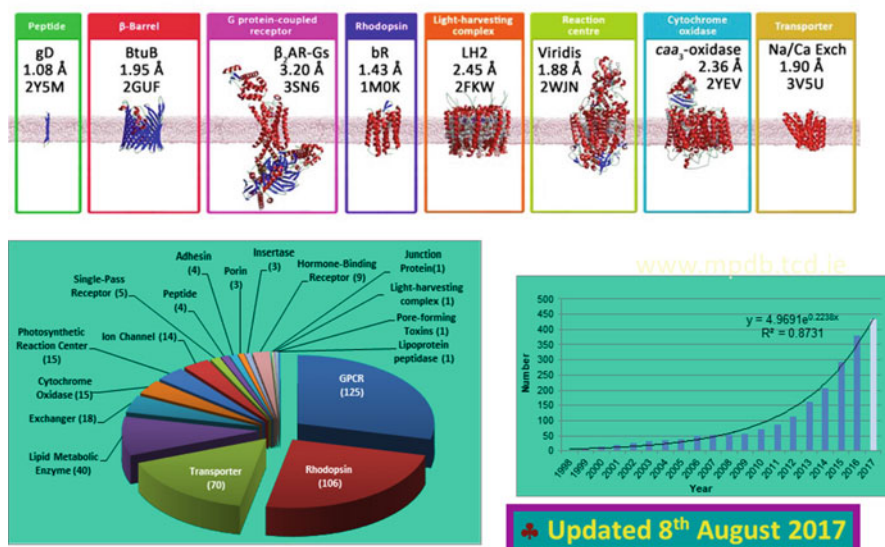 Peptide
gD
1.08 Å
2Y5M
β-Barrel
BtuB
1.95 Å
2GUF
G protein-coupled
receptor
β₂AR-Gs
3.20 Å
3SN6
Rhodopsin
bR
1.43 Å
1M0K
Light-harvesting
complex
LH2
2.45 Å
2FKW
Reaction
centre
Viridis
1.88 Å
2WJN
Cytochrome
oxidase
caa₃-oxidase
2.36 Å
2YEV
Transporter
Na/Ca Exch
1.90 Å
3V5U
Adhesin
(4)
Insertase
(3)
Porin
(3)
Hormone-Binding
Receptor (9)
Junction
Protein(1)
Single-Pass
Receptor (5)
Peptide
(4)
Light-harvesting
complex (1)
Photosynthetic
Reaction Center
(15)
Ion Channel (14)
Pore-forming
Toxins (1)
Lipoprotein
peptidase (1)
Cytochrome
Oxidase (15)
Exchanger (18)
Lipid Metabolic
Enzyme (40)
GPCR
(125)
Transporter
(70)
Rhodopsin
(106)
www.mpdb.tcd.ie
500
450
400
350
300
250
200
150
100
50
0
Number
y = 4.9691e^0.2238x
R² = 0.8731
1998 1999 2000 2001 2002 2003 2004 2005 2006 2007 2008 2009 2010 2011 2012 2013 2014 2015 2016 2017
Year
♣ Updated 8th August 2017